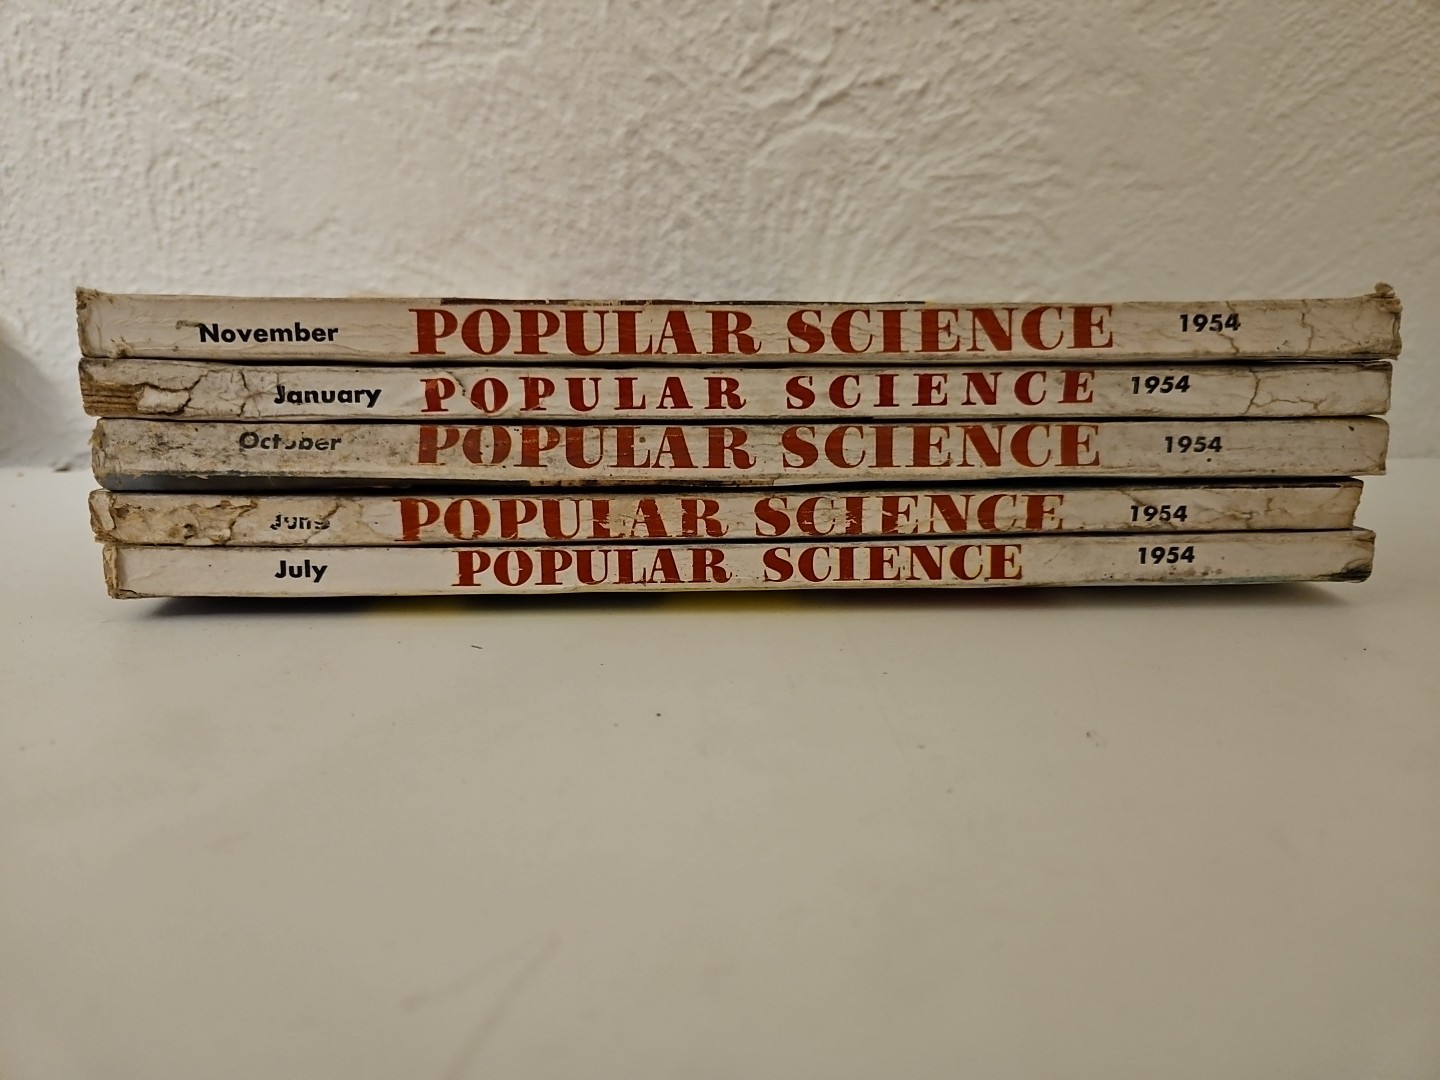 November POPULAR SCIENCE 1954
January POPULAR SCIENCE 1954
October POPULAR SCIENCE 1954
June POPULAR SCIENCE 1954
July POPULAR SCIENCE 1954